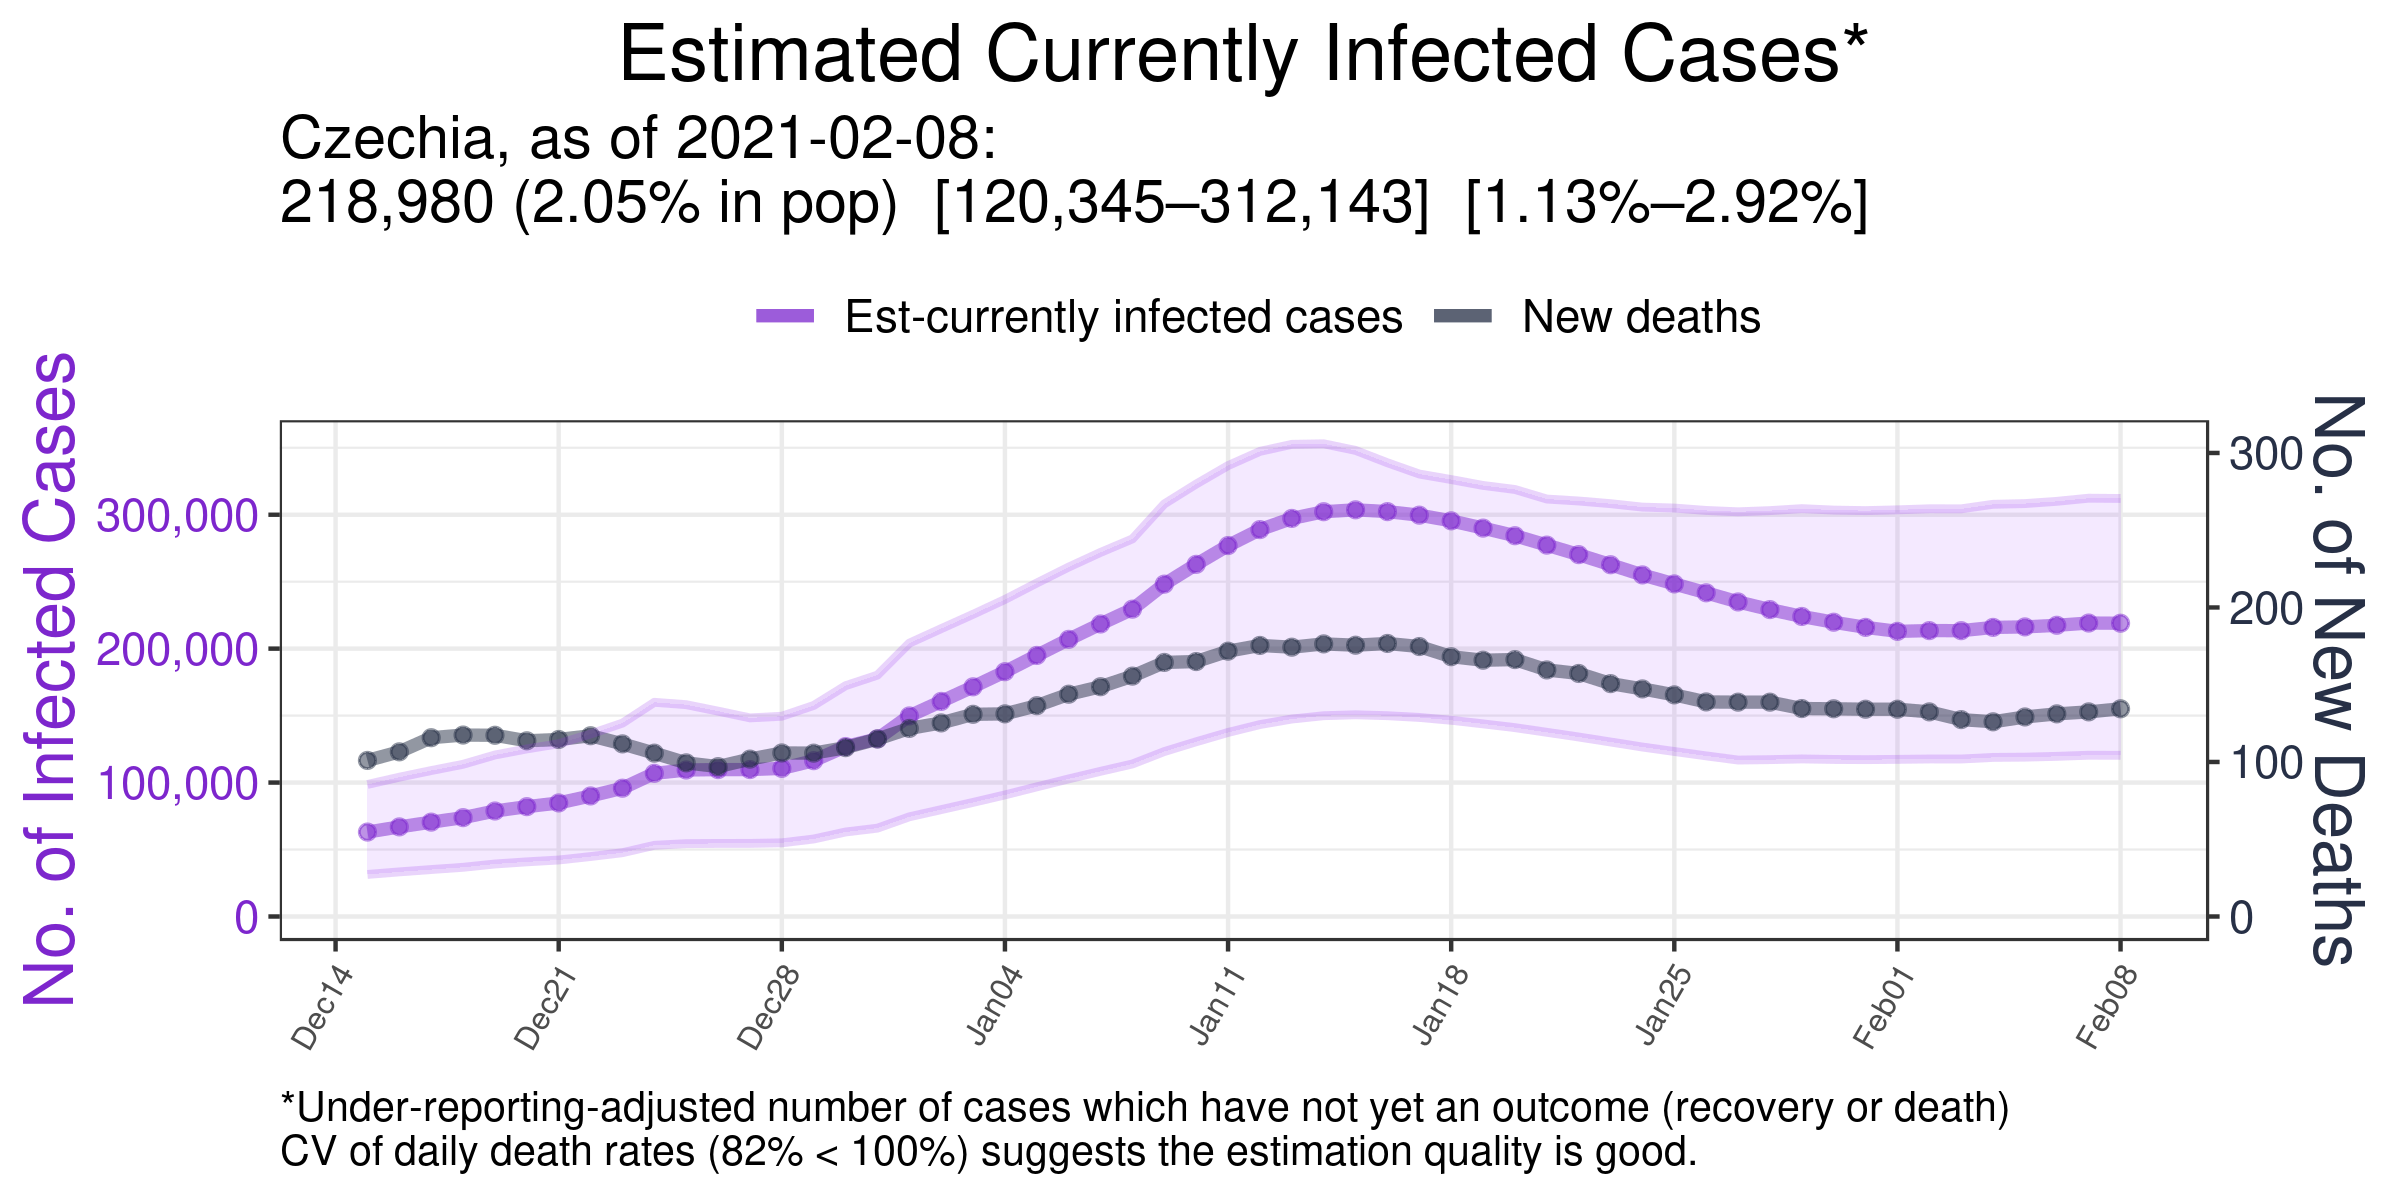 Estimated Currently Infected Cases*
Czechia, as of 2021-02-08:
218,980 (2.05% in pop)  [120,345–312,143]  [1.13%–2.92%]
Est-currently infected cases
New deaths
No. of Infected Cases
300,000
200,000
100,000
0
No. of New Deaths
300
200
100
0
Dec14
Dec21
Dec28
Jan04
Jan11
Jan18
Jan25
Feb01
Feb08
*Under-reporting-adjusted number of cases which have not yet an outcome (recovery or death)
CV of daily death rates (82% < 100%) suggests the estimation quality is good.